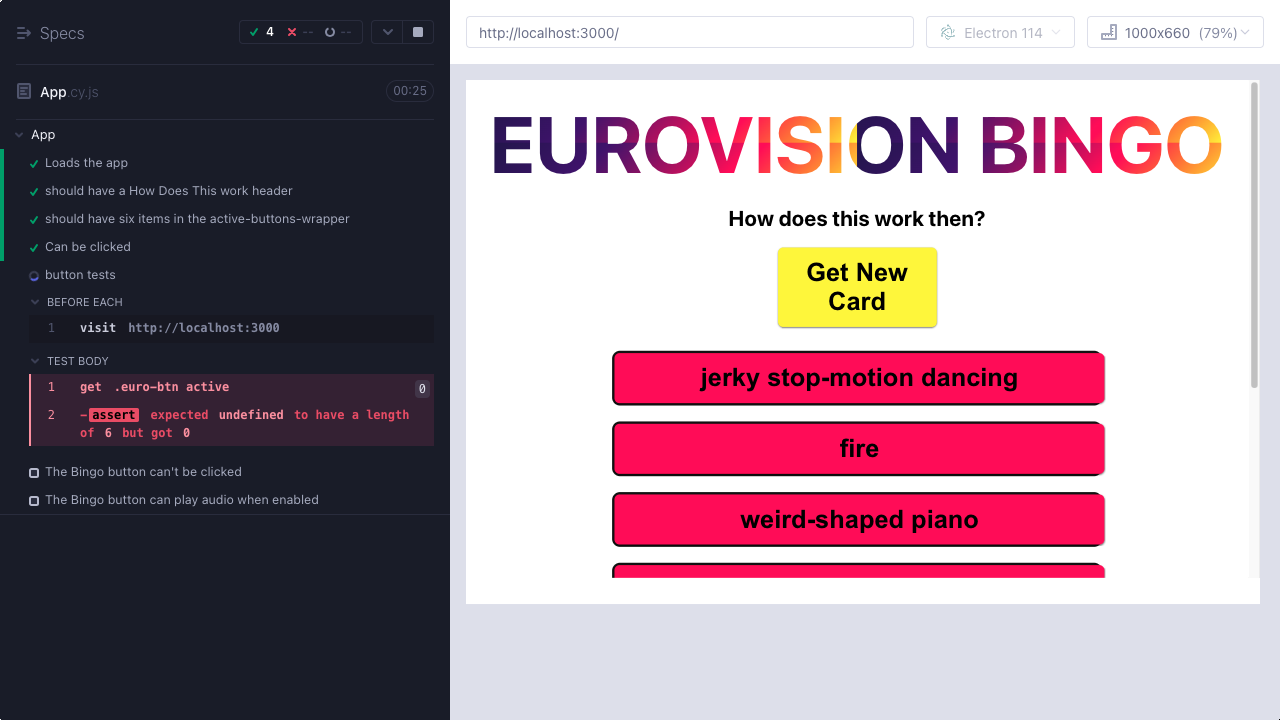 Specs
4 -- --
App.cy.js
00:25
App
Loads the app
should have a How Does This work header
should have six items in the active-buttons-wrapper
Can be clicked
button tests
BEFORE EACH
1 visit http://localhost:3000
TEST BODY
1 get .euro-btn active 0
2 -assert expected undefined to have a length
of 6 but got 0
The Bingo button can't be clicked
The Bingo button can play audio when enabled
http://localhost:3000/
Electron 114
1000x660 (79%)
EUROVISION BINGO
How does this work then?
Get New
Card
jerky stop-motion dancing
fire
weird-shaped piano